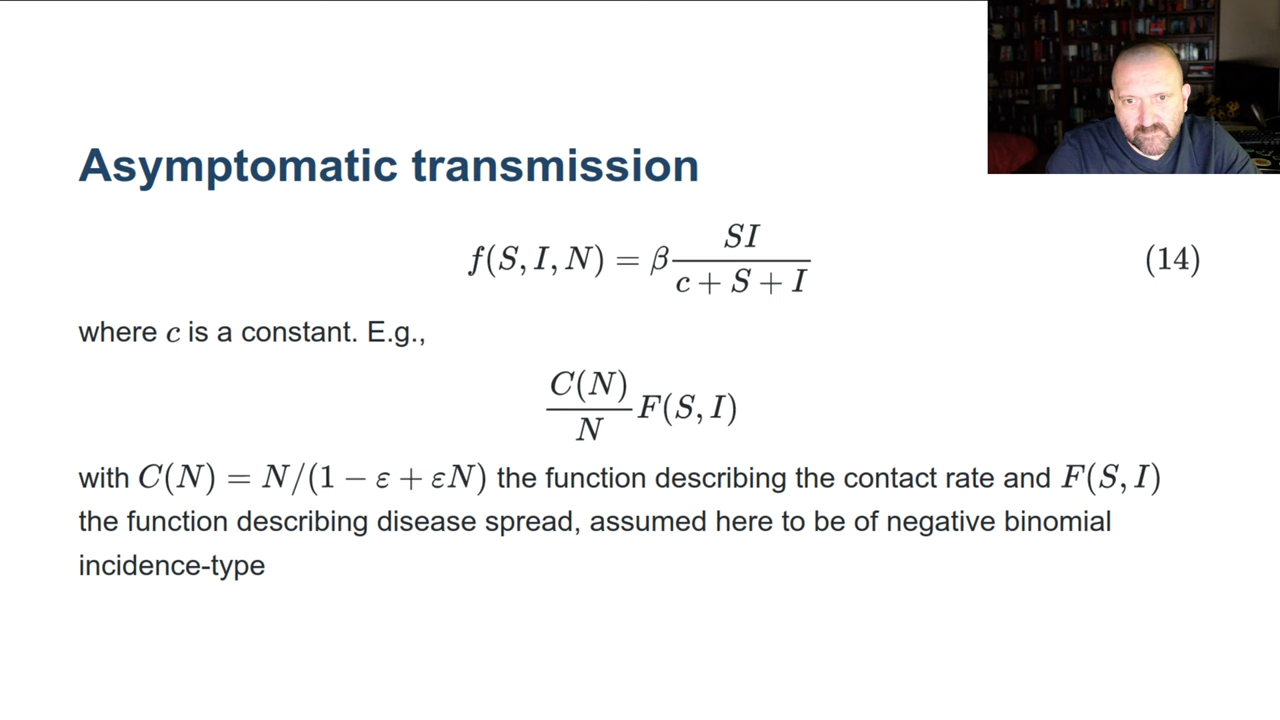 Asymptomatic transmission
f(S, I, N) = β SI / (c + S + I) (14)
where c is a constant. E.g.,
C(N) / N F(S, I)
with C(N) = N/(1 − ε + εN) the function describing the contact rate and F(S, I)
the function describing disease spread, assumed here to be of negative binomial
incidence-type